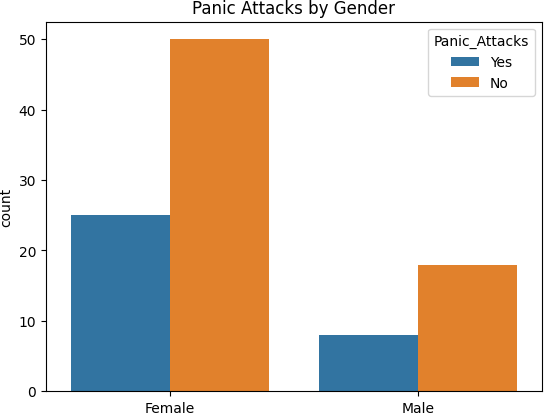 Panic Attacks by Gender
Panic_Attacks
Yes
No
count
50
40
30
20
10
0
Female
Male